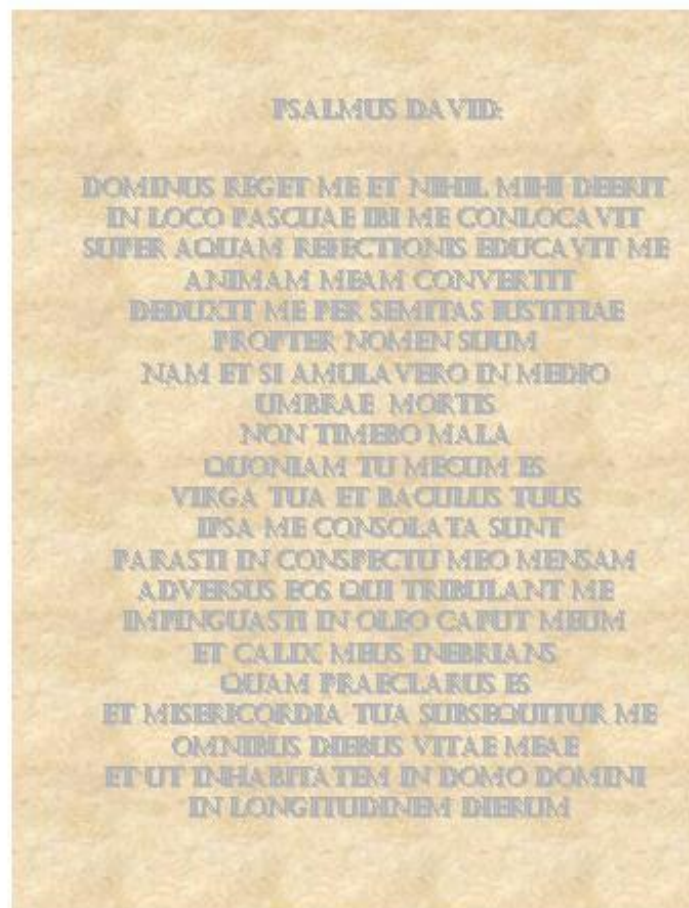 PSALMUS DAVID:
DOMINUS REGET ME ET NIHIL MIHI DEERIT
IN LOCO PASCUAE IBI ME CONLOCAVIT
SUPER AQUAM REFECTIONIS EDUCAVIT ME
ANIMAM MEAM CONVERTIT
DEDUXIT ME PER SEMITAS IUSTITIAE
PROPTER NOMEN SUUM
NAM ET SI AMULAVERO IN MEDIO
UMBRAE MORTIS
NON TIMEBO MALA
QUONIAM TU MECUM ES
VIRGA TUA ET BACULUS TUUS
IPSA ME CONSOLATA SUNT
PARASTI IN CONSPECTU MEO MENSAM
ADVERSUS EOS QUI TRIBULANT ME
IMPINGUASTI IN OLEO CAPUT MEUM
ET CALIX MEUS INEBRIANS
QUAM PRAECLARUS ES
ET MISERICORDIA TUA SUBSEQUITUR ME
OMNIBUS DIEBUS VITAE MEAE
ET UT INHABITATEM IN DOMO DOMINI
IN LONGITUDINEM DIERUM